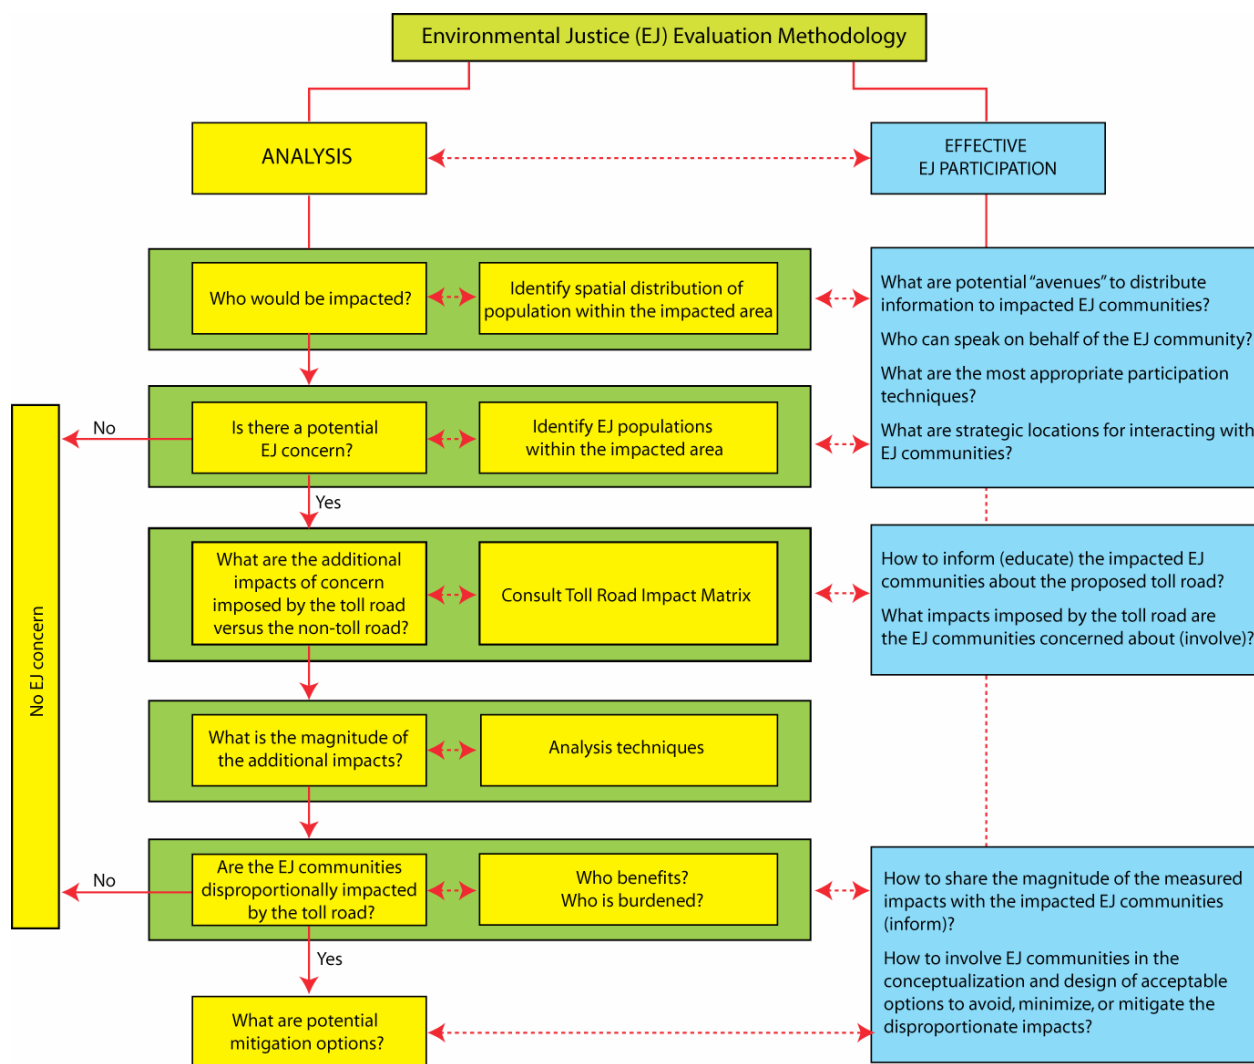 Environmental Justice (EJ) Evaluation Methodology
ANALYSIS
EFFECTIVE
EJ PARTICIPATION
Who would be impacted?
Identify spatial distribution of
population within the impacted area
What are potential “avenues” to distribute
information to impacted EJ communities?
Who can speak on behalf of the EJ community?
What are the most appropriate participation
techniques?
What are strategic locations for interacting with
EJ communities?
No
Is there a potential
EJ concern?
Identify EJ populations
within the impacted area
Yes
What are the additional
impacts of concern
imposed by the toll road
versus the non-toll road?
Consult Toll Road Impact Matrix
How to inform (educate) the impacted EJ
communities about the proposed toll road?
What impacts imposed by the toll road are
the EJ communities concerned about (involve)?
No EJ concern
What is the magnitude of
the additional impacts?
Analysis techniques
No
Are the EJ communities
disproportionally impacted
by the toll road?
Who benefits?
Who is burdened?
How to share the magnitude of the measured
impacts with the impacted EJ communities
(inform)?
How to involve EJ communities in the
conceptualization and design of acceptable
options to avoid, minimize, or mitigate the
disproportionate impacts?
Yes
What are potential
mitigation options?